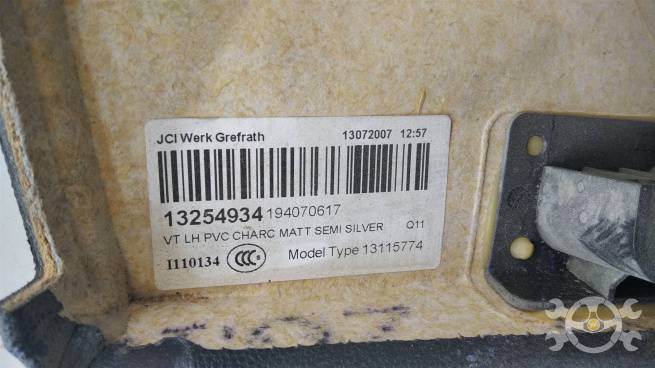 JCI Werk Grefrath 13072007 12:57
13254934 194070617
VT LH PVC CHARC MATT SEMI SILVER Q11
I110134 CCC S Model Type 13115774